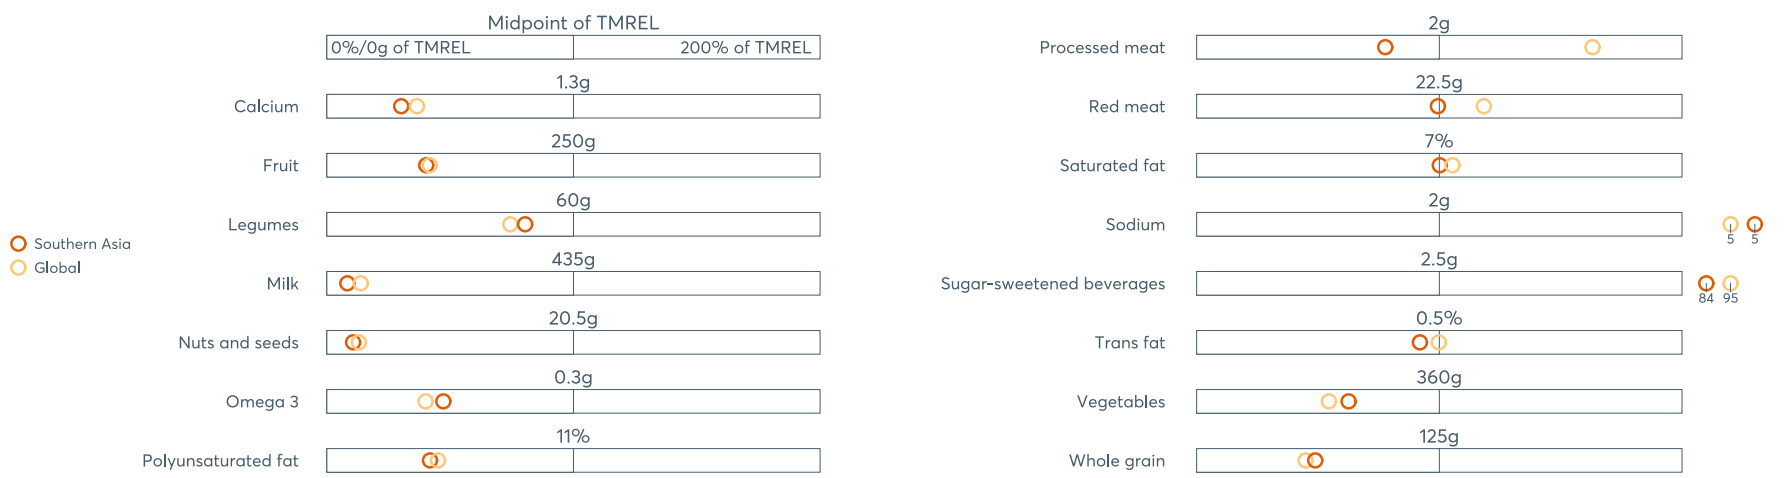 Southern Asia
Global
Midpoint of TMREL
0%/0g of TMREL 200% of TMREL
1.3g
Calcium
250g
Fruit
60g
Legumes
435g
Milk
20.5g
Nuts and seeds
0.3g
Omega 3
11%
Polyunsaturated fat
2g
Processed meat
22.5g
Red meat
7%
Saturated fat
2g
Sodium
5 5
2.5g
Sugar-sweetened beverages
84 95
0.5%
Trans fat
360g
Vegetables
125g
Whole grain